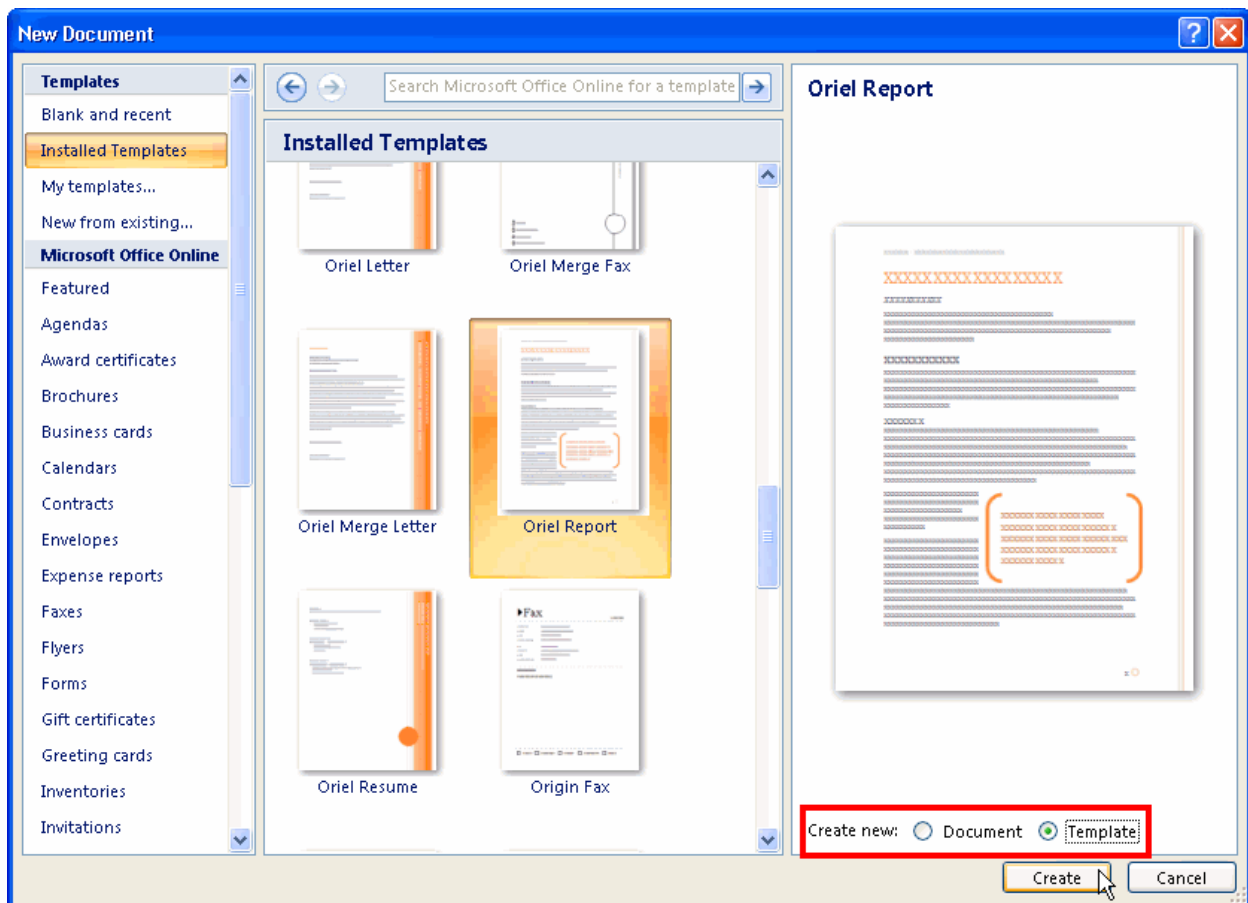 New Document
Templates
Blank and recent
Installed Templates
My templates...
New from existing...
Microsoft Office Online
Featured
Agendas
Award certificates
Brochures
Business cards
Calendars
Contracts
Envelopes
Expense reports
Faxes
Flyers
Forms
Gift certificates
Greeting cards
Inventories
Invitations
Search Microsoft Office Online for a template
Installed Templates
Oriel Letter
Oriel Merge Fax
Oriel Merge Letter
Oriel Report
Fax
Oriel Resume
Origin Fax
Oriel Report
Create new: Document Template
Create Cancel